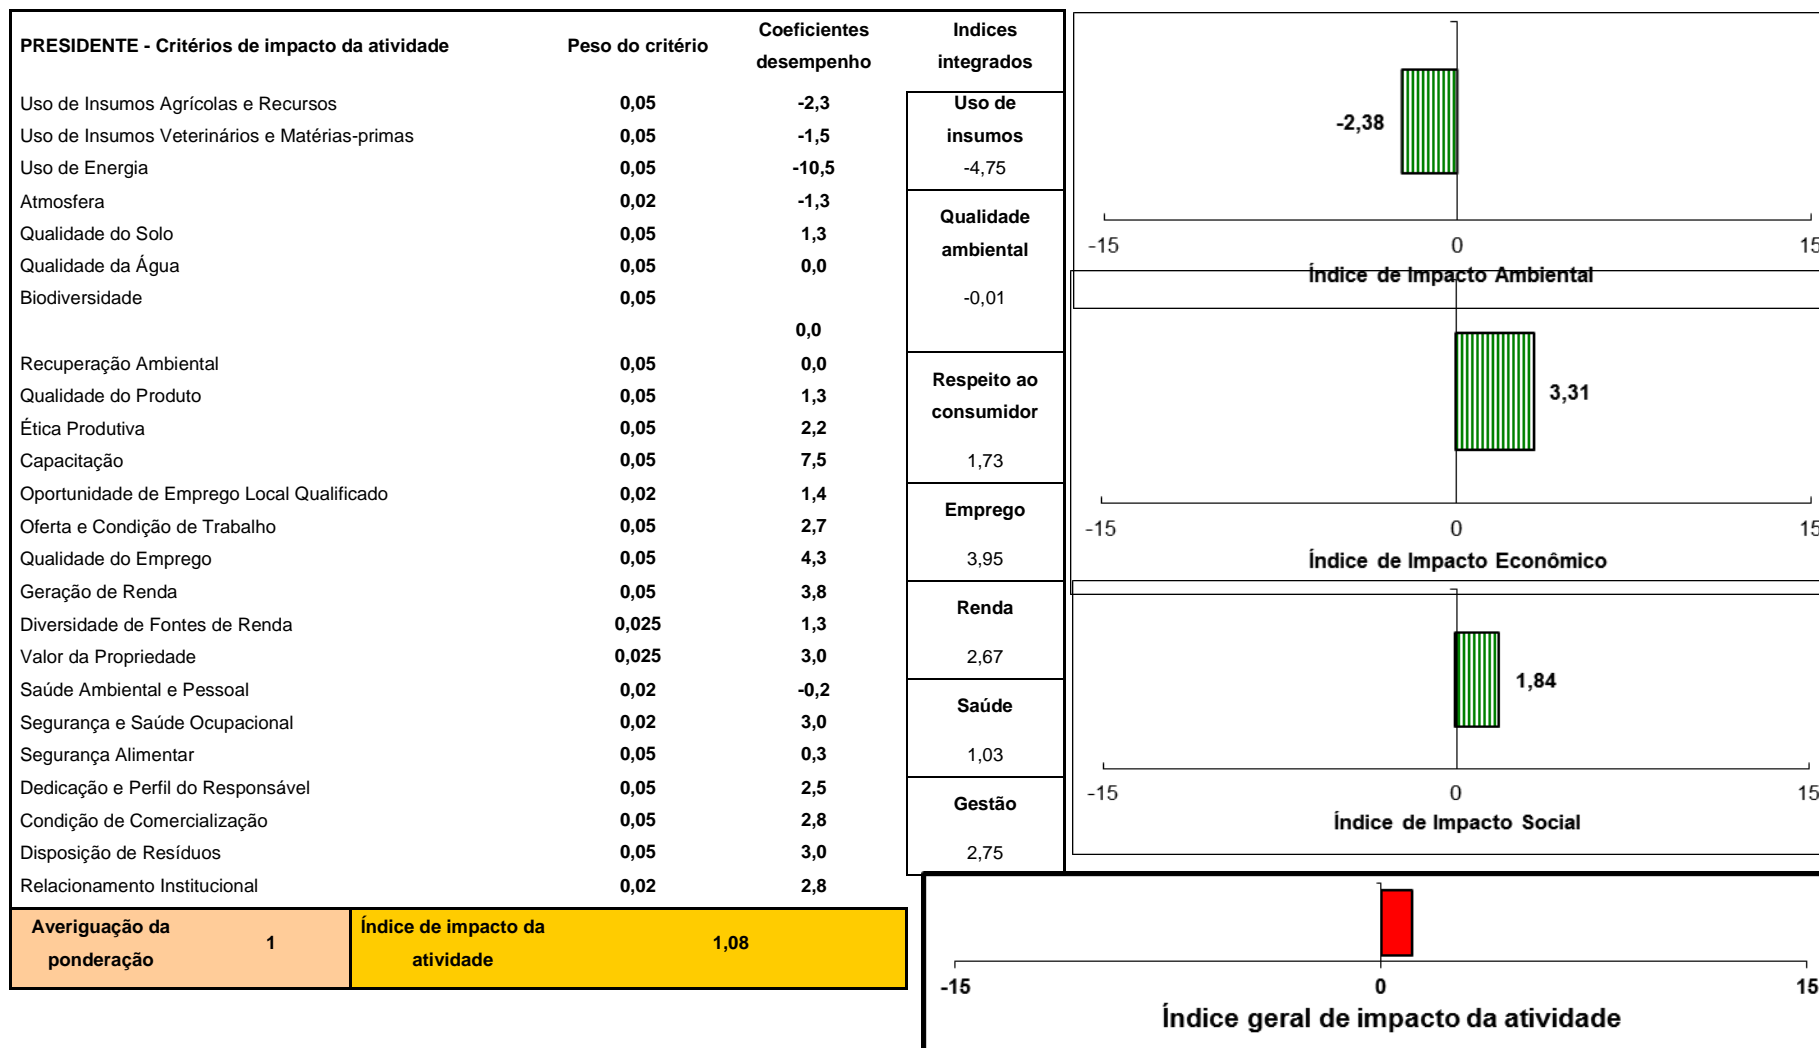 PRESIDENTE - Critérios de impacto da atividade Peso do critério Coeficientes desempenho Indices integrados
Uso de Insumos Agrícolas e Recursos 0,05 -2,3
Uso de Insumos Veterinários e Matérias-primas 0,05 -1,5
Uso de Energia 0,05 -10,5
Atmosfera 0,02 -1,3
Qualidade do Solo 0,05 1,3
Qualidade da Água 0,05 0,0
Biodiversidade 0,05
0,0
Recuperação Ambiental 0,05 0,0
Qualidade do Produto 0,05 1,3
Ética Produtiva 0,05 2,2
Capacitação 0,05 7,5
Oportunidade de Emprego Local Qualificado 0,02 1,4
Oferta e Condição de Trabalho 0,05 2,7
Qualidade do Emprego 0,05 4,3
Geração de Renda 0,05 3,8
Diversidade de Fontes de Renda 0,025 1,3
Valor da Propriedade 0,025 3,0
Saúde Ambiental e Pessoal 0,02 -0,2
Segurança e Saúde Ocupacional 0,02 3,0
Segurança Alimentar 0,05 0,3
Dedicação e Perfil do Responsável 0,05 2,5
Condição de Comercialização 0,05 2,8
Disposição de Resíduos 0,05 3,0
Relacionamento Institucional 0,02 2,8
Uso de
insumos
-4,75
Qualidade
ambiental
-0,01
Respeito ao
consumidor
1,73
Emprego
3,95
Renda
2,67
Saúde
1,03
Gestão
2,75
Averiguação da
ponderação
1
Índice de impacto da
atividade
1,08
-2,38
-15 0 15
Índice de Impacto Ambiental
3,31
-15 0 15
Índice de Impacto Econômico
1,84
-15 0 15
Índice de Impacto Social
-15 0 15
Índice geral de impacto da atividade